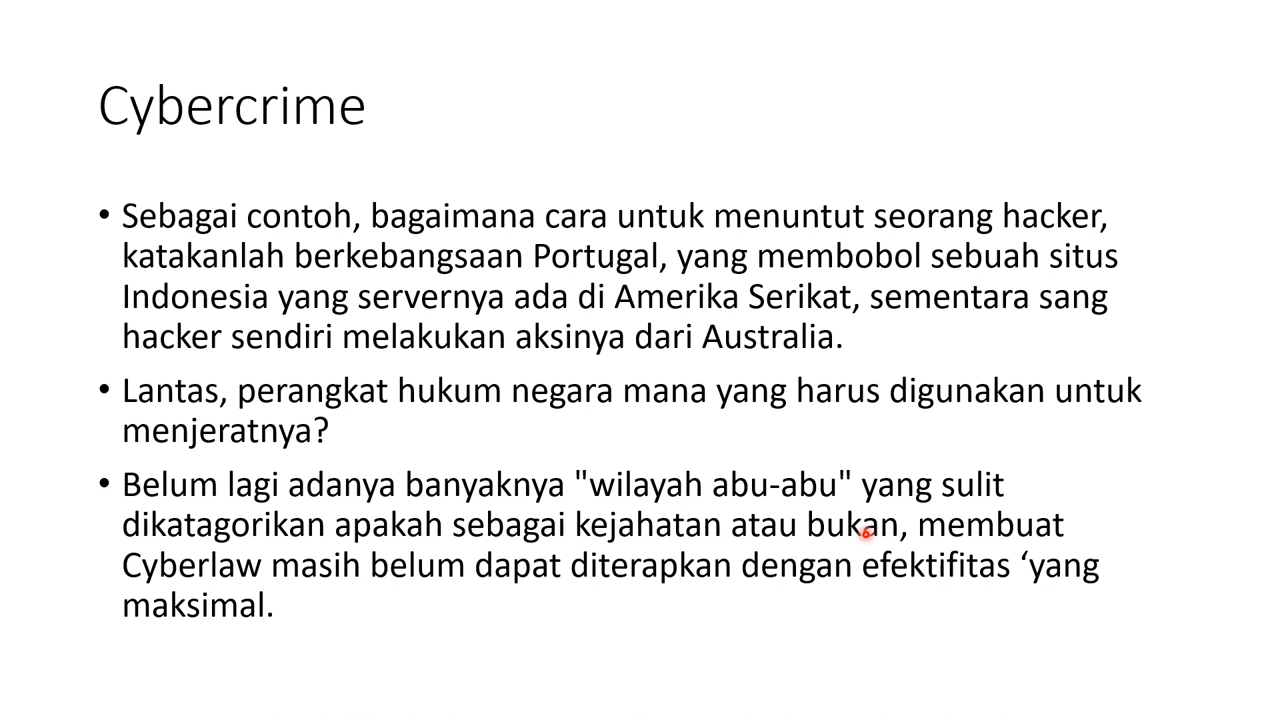 Cybercrime
• Sebagai contoh, bagaimana cara untuk menuntut seorang hacker,
katakanlah berkebangsaan Portugal, yang membobol sebuah situs
Indonesia yang servernya ada di Amerika Serikat, sementara sang
hacker sendiri melakukan aksinya dari Australia.
• Lantas, perangkat hukum negara mana yang harus digunakan untuk
menjeratnya?
• Belum lagi adanya banyaknya "wilayah abu-abu" yang sulit
dikatagorikan apakah sebagai kejahatan atau bukan, membuat
Cyberlaw masih belum dapat diterapkan dengan efektifitas ‘yang
maksimal.